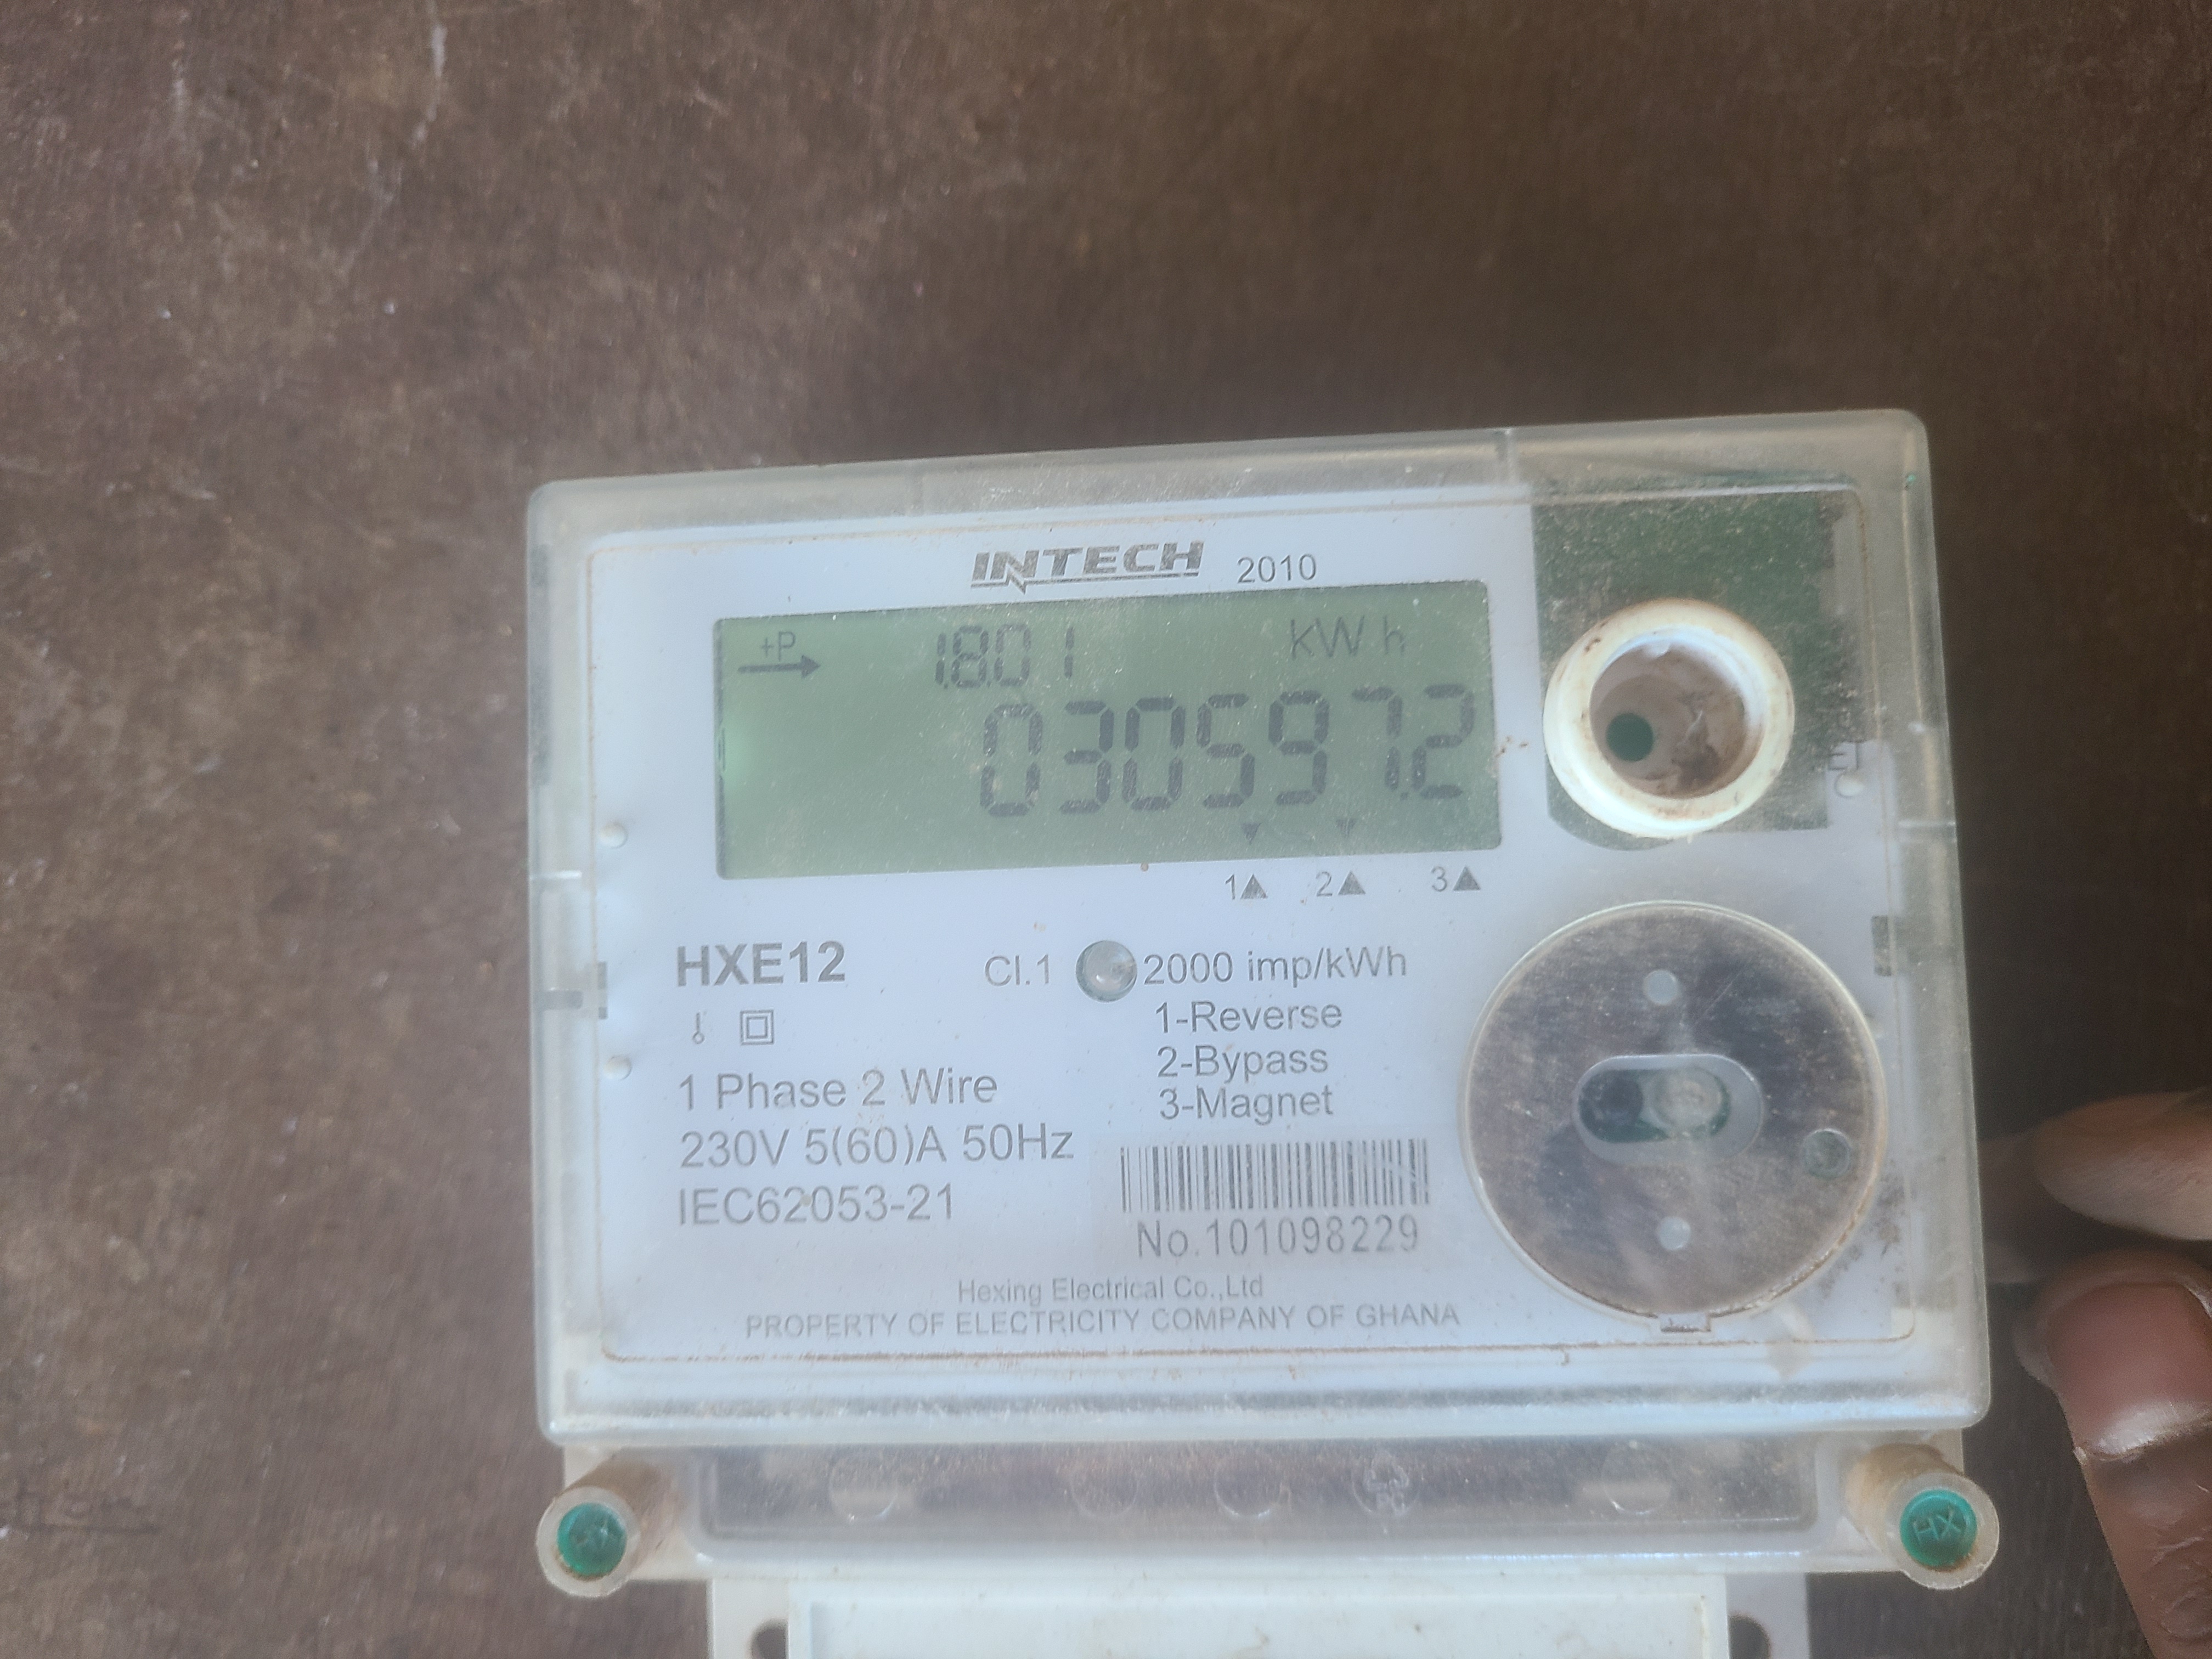 INTECH 2010
+P
1.8.0 1
kWh
1▲ 2▲ 3▲
HXE12 Cl.1 2000 imp/kWh
1-Reverse
2-Bypass
3-Magnet
1 Phase 2 Wire
230V 5(60)A 50Hz
IEC62053-21
No.10109829
Hexing Electrical Co.,Ltd
PROPERTY OF ELECTRICITY COMPANY OF GHANA
HX